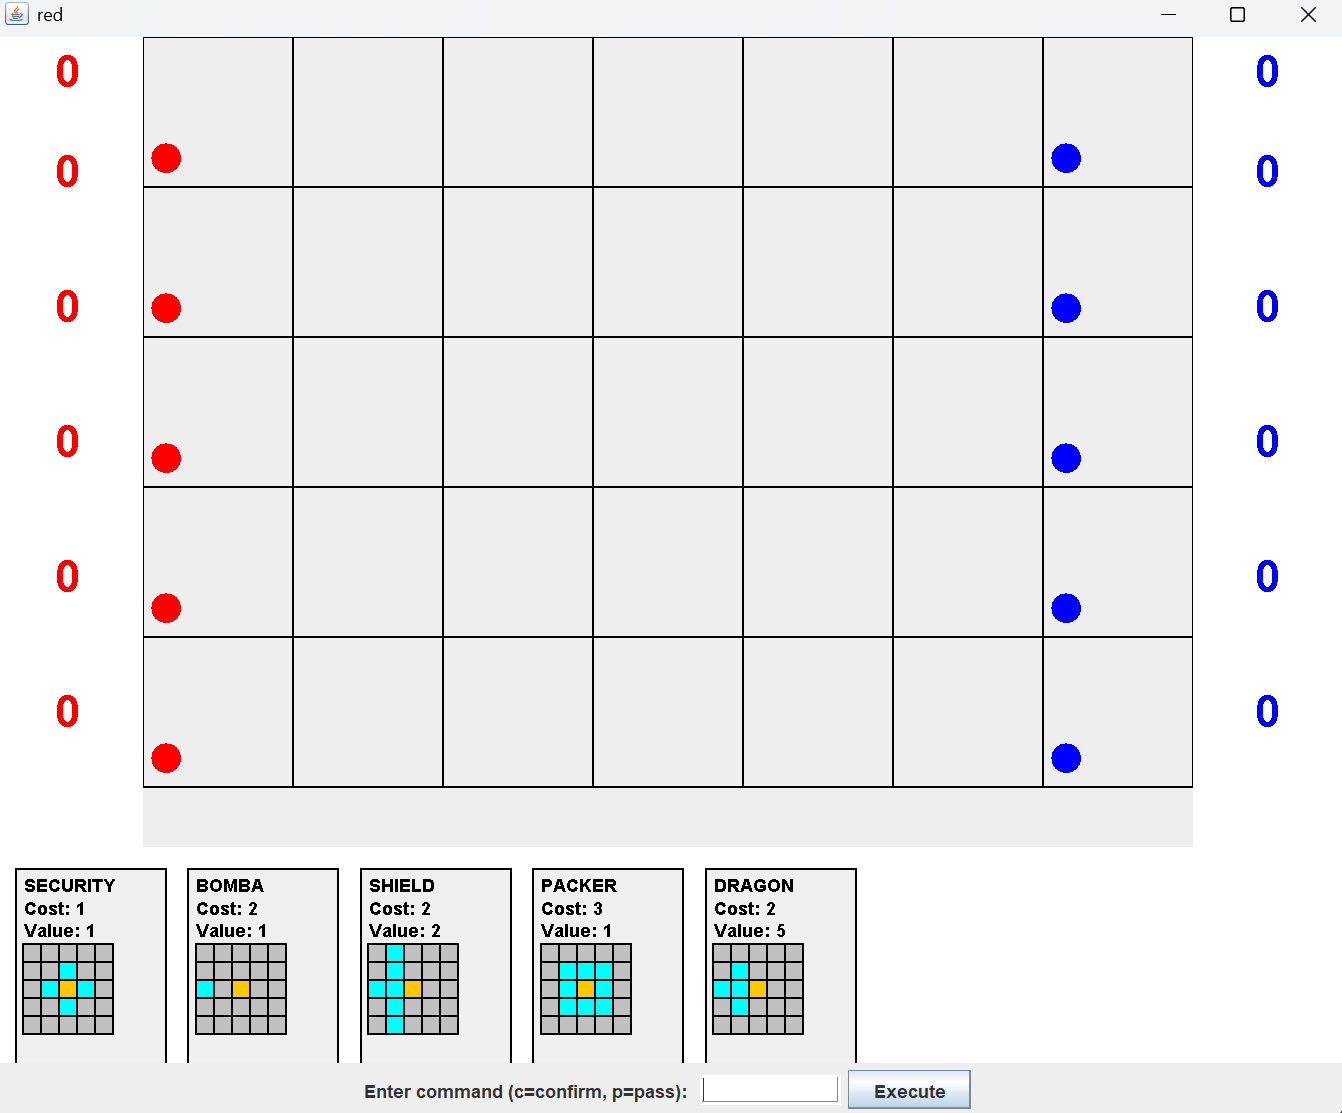 red
0 0
0 0
0 0
0 0
0 0
0 0
SECURITY
Cost: 1
Value: 1
BOMBA
Cost: 2
Value: 1
SHIELD
Cost: 2
Value: 2
PACKER
Cost: 3
Value: 1
DRAGON
Cost: 2
Value: 5
Enter command (c=confirm, p=pass):
Execute